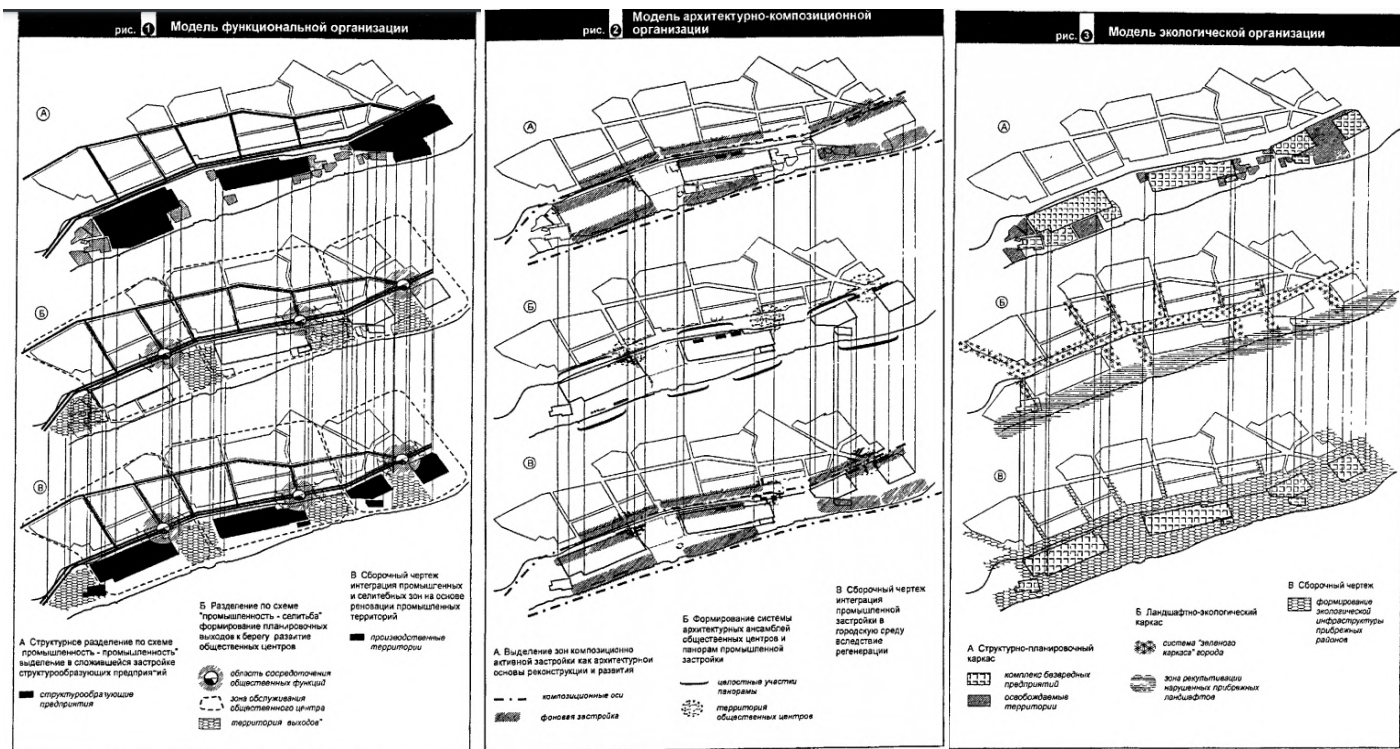 рис. 1 Модель функциональной организации
А
Б
В
В Сборочный чертеж
интеграция промышленных
и селитебных зон на основе
реновации промышленных
территорий
производственные
территории
Б Разделение по схеме
"промышленность - селитьба"
формирование планировочных
выходов к берегу развитие
общественных центров
область сосредоточения
общественных функций
зона обслуживания
общественного центра
территория выходов"
А Структурное разделение по схеме
промышленность - промышленность"
выделение в сложившейся застройке
структурообразующих предприятий
структурообразующие
предприятия
рис. 2 Модель архитектурно-композиционной
организации
А
Б
В
В Сборочный чертеж
интеграция
промышленной
застройки в
городскую среду
вследствие
регенерации
Б Формирование системы
архитектурных ансамблей
общественных центров и
панорам промышленной
застройки
целостные участки
панорамы
территория
общественных центров
А Выделение зон композиционно
активной застройки как архитектурной
основы реконструкции и развития
композиционные оси
фоновая застройка
рис. 3 Модель экологической организации
А
Б
В
В Сборочный чертеж
формирование
экологической
инфраструктуры
прибрежных
районов
Б Ландшафтно-экологический
каркас
система "зеленого
каркаса" города
зона рекультивации
нарушенных прибрежных
ландшафтов
А Структурно-планировочный
каркас
комплекс безвредных
предприятий
освобождаемые
территории